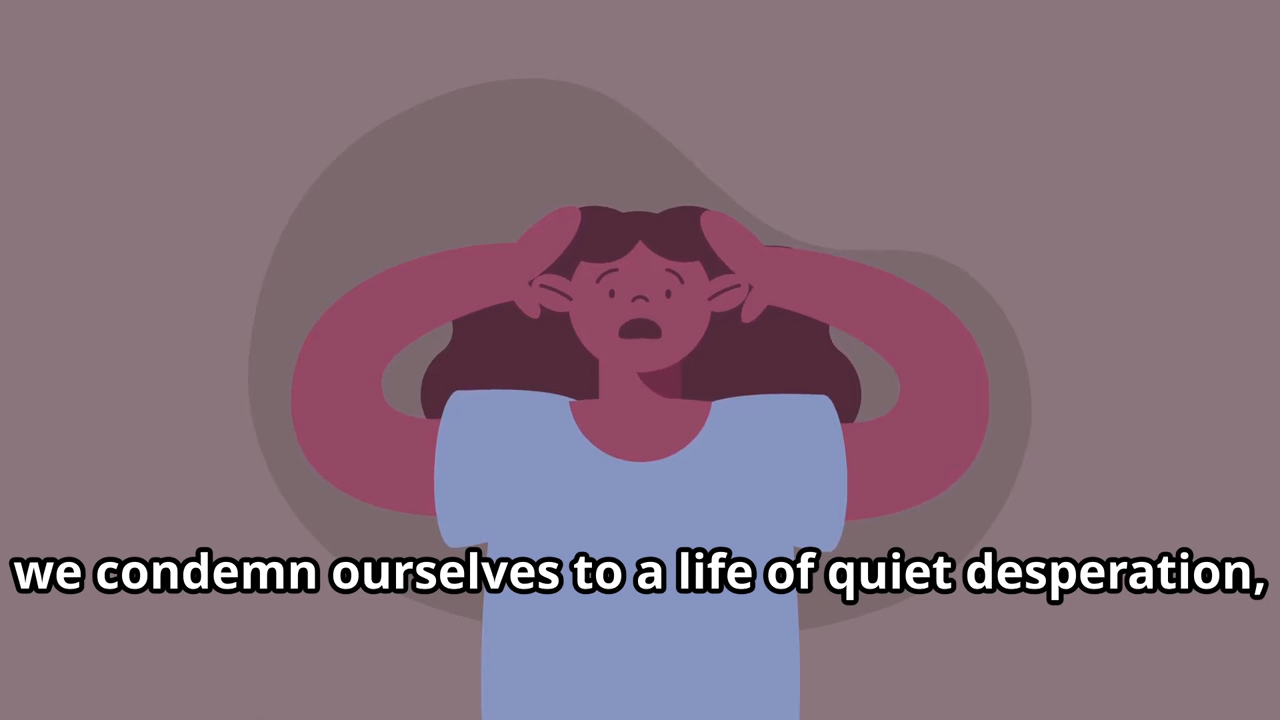 we condemn ourselves to a life of quiet desperation,